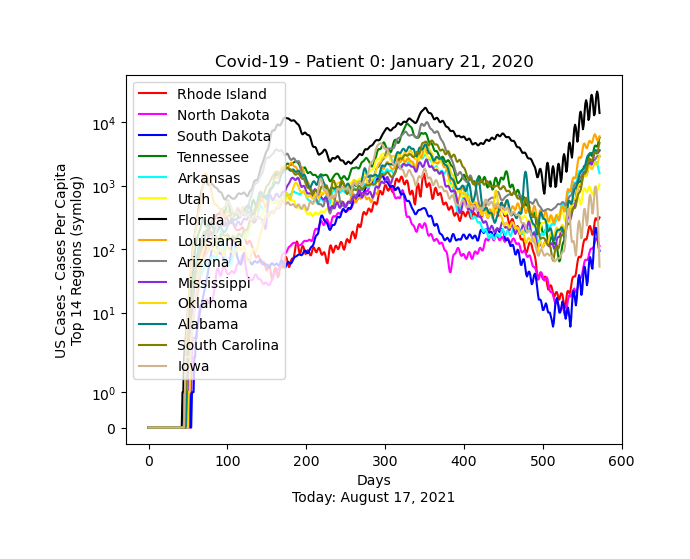 Covid-19 - Patient 0: January 21, 2020
US Cases - Cases Per Capita
Top 14 Regions (symlog)
10^4
10^3
10^2
10^1
10^0
0
Rhode Island
North Dakota
South Dakota
Tennessee
Arkansas
Utah
Florida
Louisiana
Arizona
Mississippi
Oklahoma
Alabama
South Carolina
Iowa
0 100 200 300 400 500 600
Days
Today: August 17, 2021